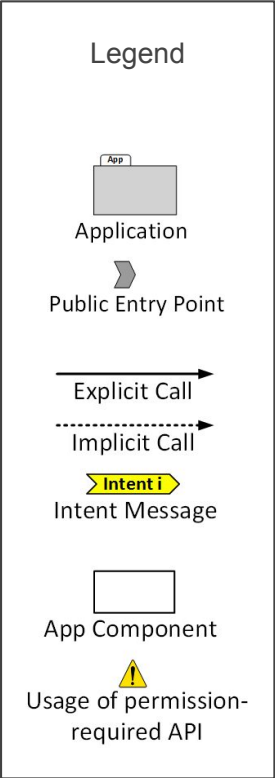 Legend
App
Application
Public Entry Point
Explicit Call
Implicit Call
Intent i
Intent Message
App Component
Usage of permission-
required API